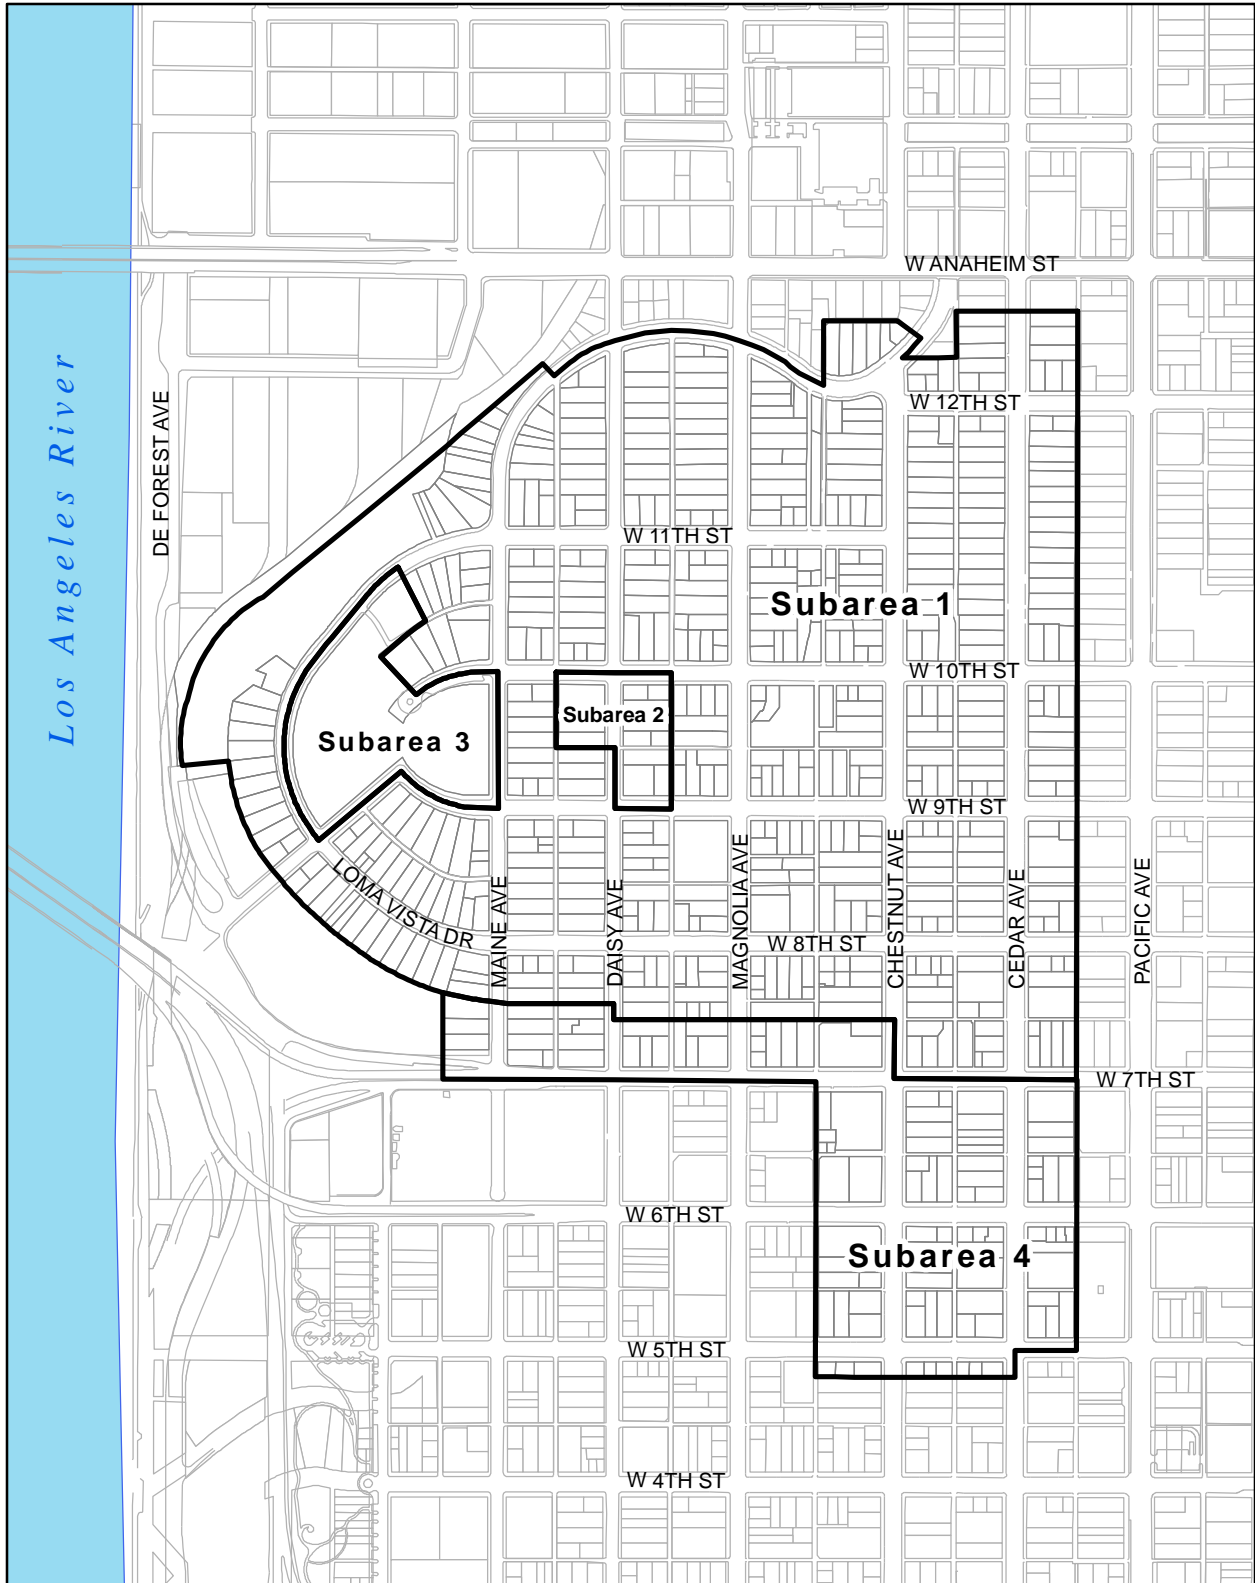 W ANAHEIM ST
Los Angeles River
DE FOREST AVE
W 12TH ST
W 11TH ST
Subarea 1
W 10TH ST
Subarea 2
Subarea 3
W 9TH ST
LOMA VISTA DR
MAINE AVE
DAISY AVE
MAGNOLIA AVE
CHESTNUT AVE
CEDAR AVE
PACIFIC AVE
W 8TH ST
W 7TH ST
W 6TH ST
Subarea 4
W 5TH ST
W 4TH ST